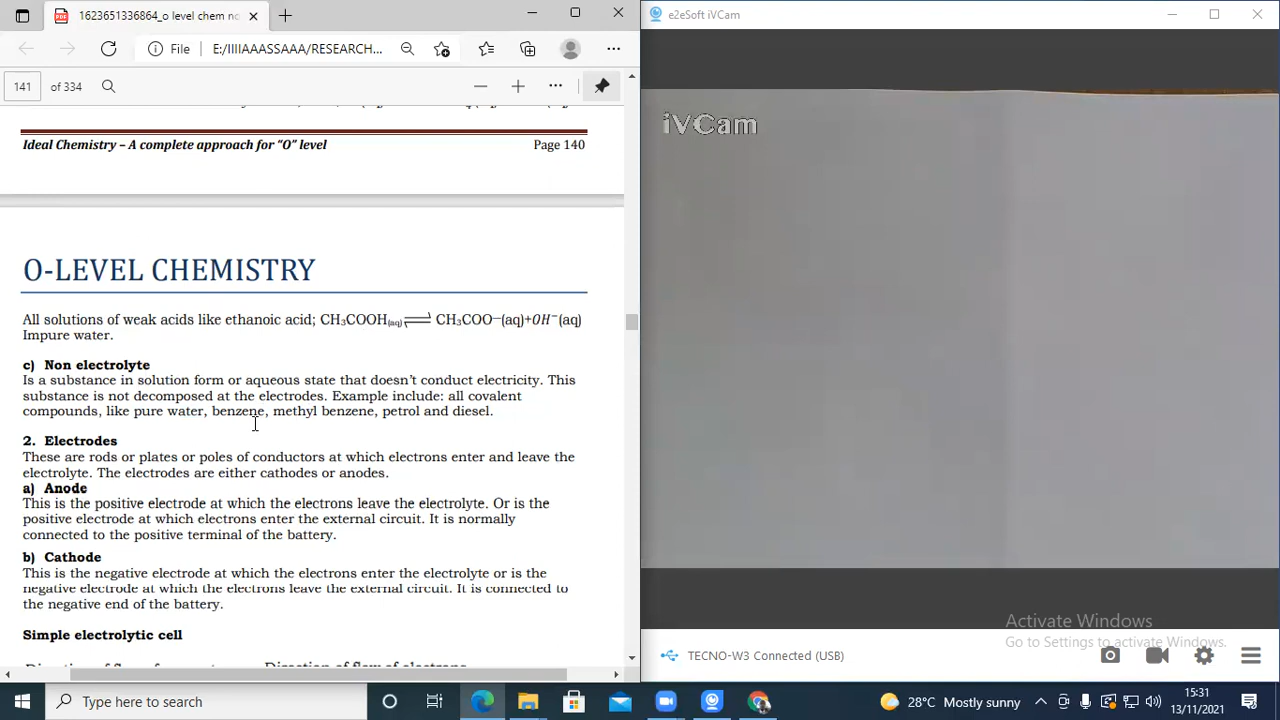 1623651336864_o level chem no
File
E:/IIIIAAASSAAA/RESEARCH...
141 of 334
Ideal Chemistry – A complete approach for “O” level Page 140
O-LEVEL CHEMISTRY
All solutions of weak acids like ethanoic acid; CH₃COOH(aq)⇌ CH₃COO—(aq)+OH⁻(aq)
Impure water.
c) Non electrolyte
Is a substance in solution form or aqueous state that doesn’t conduct electricity. This
substance is not decomposed at the electrodes. Example include: all covalent
compounds, like pure water, benzene, methyl benzene, petrol and diesel.
2. Electrodes
These are rods or plates or poles of conductors at which electrons enter and leave the
electrolyte. The electrodes are either cathodes or anodes.
a) Anode
This is the positive electrode at which the electrons leave the electrolyte. Or is the
positive electrode at which electrons enter the external circuit. It is normally
connected to the positive terminal of the battery.
b) Cathode
This is the negative electrode at which the electrons enter the electrolyte or is the
negative electrode at which the electrons leave the external circuit. It is connected to
the negative end of the battery.
Simple electrolytic cell
Direction of flow of electrons
e2eSoft iVCam
iVCam
Activate Windows
Go to Settings to activate Windows.
TECNO-W3 Connected (USB)
Type here to search
28°C Mostly sunny
15:31
13/11/2021